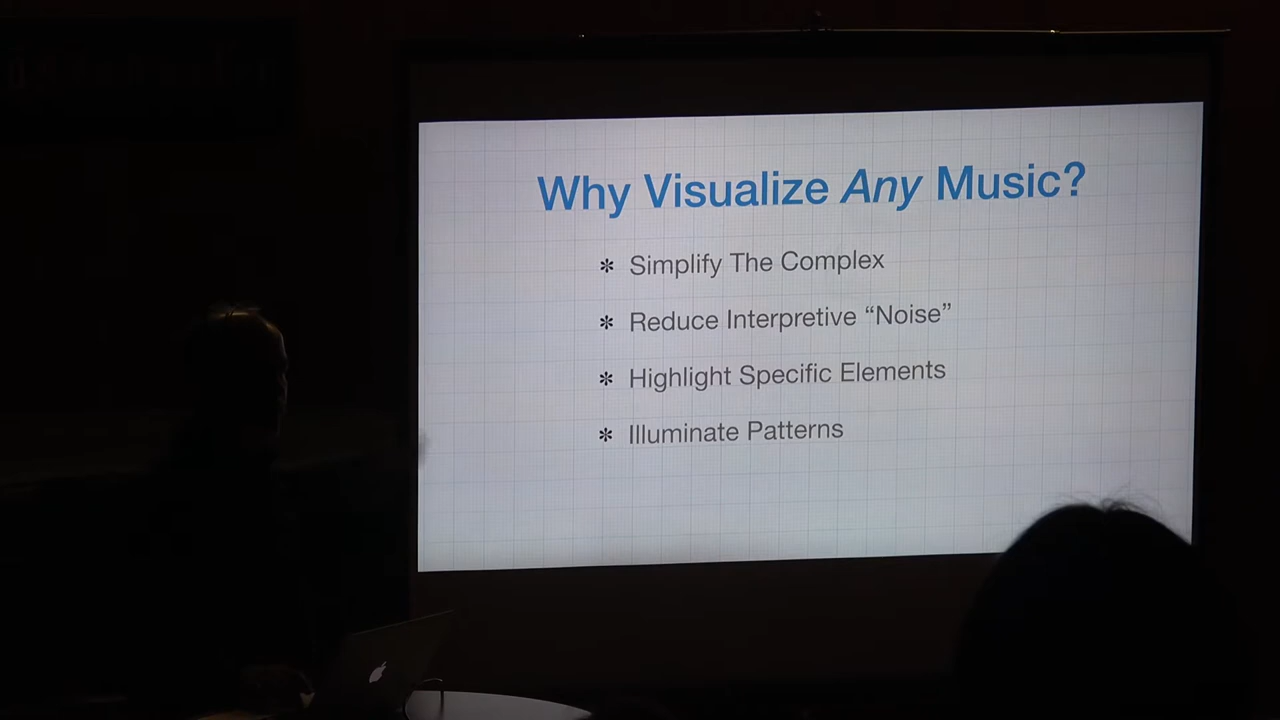 Why Visualize Any Music?
✻ Simplify The Complex
✻ Reduce Interpretive “Noise”
✻ Highlight Specific Elements
✻ Illuminate Patterns